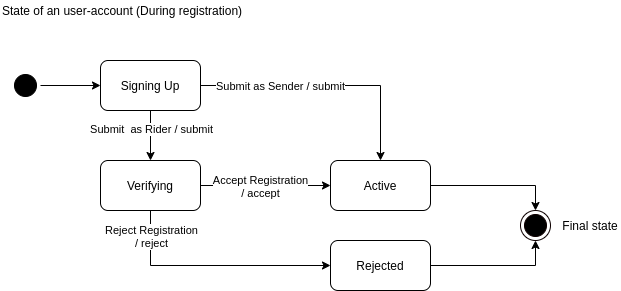 State of an user-account (During registration)
Signing Up
Submit as Sender / submit
Submit  as Rider / submit
Verifying
Accept Registration
/ accept
Active
Reject Registration
/ reject
Final state
Rejected